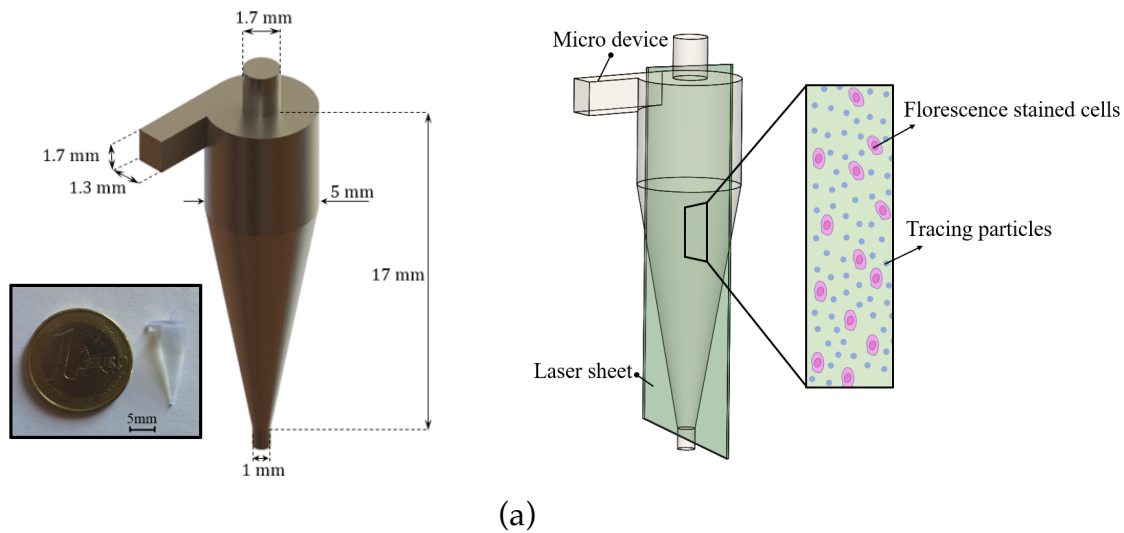 1.7 mm
1.7 mm
1.3 mm
5 mm
17 mm
5mm
1 mm
Micro device
Florescence stained cells
Tracing particles
Laser sheet
(a)